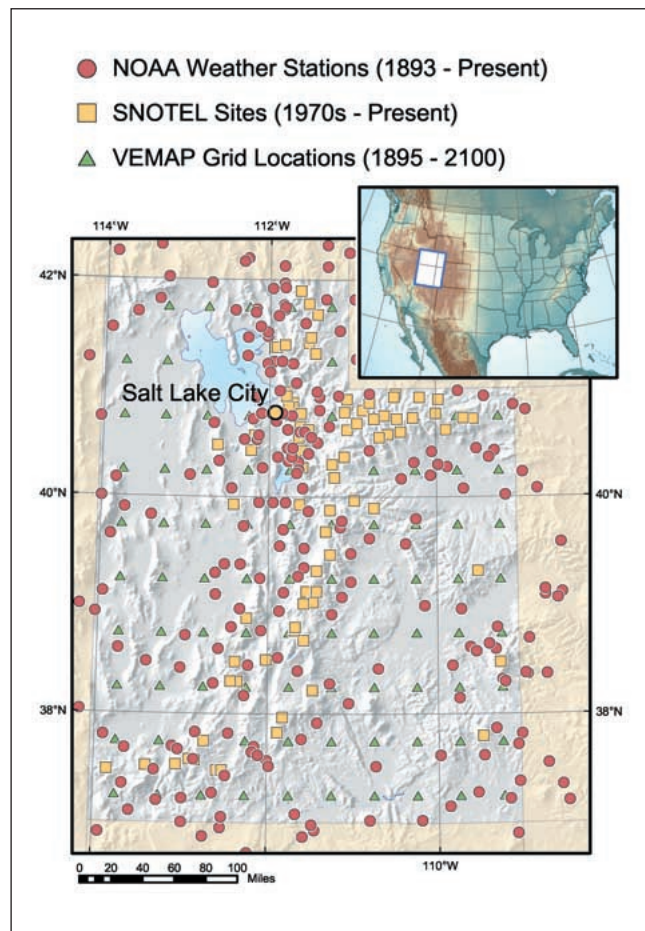 NOAA Weather Stations (1893 - Present)
SNOTEL Sites (1970s - Present)
VEMAP Grid Locations (1895 - 2100)
114°W
112°W
42°N
Salt Lake City
40°N
40°N
38°N
38°N
110°W
0
20
40
60
80
100
Miles